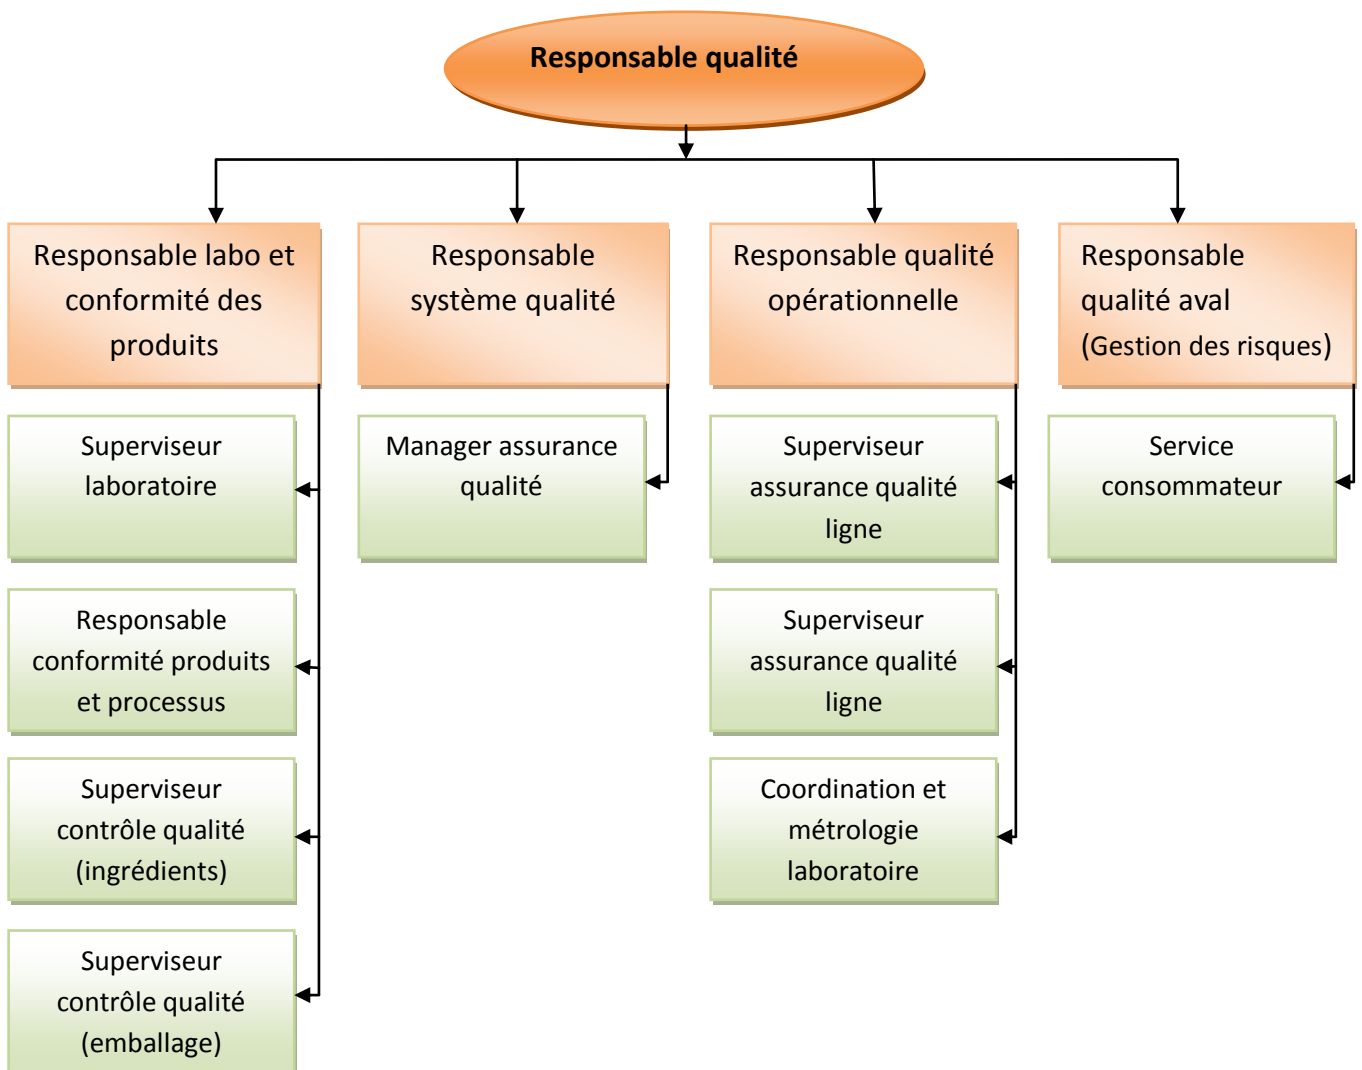 Responsable qualité
Responsable labo et
conformité des
produits
Responsable
système qualité
Responsable qualité
opérationnelle
Responsable
qualité aval
(Gestion des risques)
Superviseur
laboratoire
Manager assurance
qualité
Superviseur
assurance qualité
ligne
Service
consommateur
Responsable
conformité produits
et processus
Superviseur
assurance qualité
ligne
Superviseur
contrôle qualité
(ingrédients)
Coordination et
métrologie
laboratoire
Superviseur
contrôle qualité
(emballage)